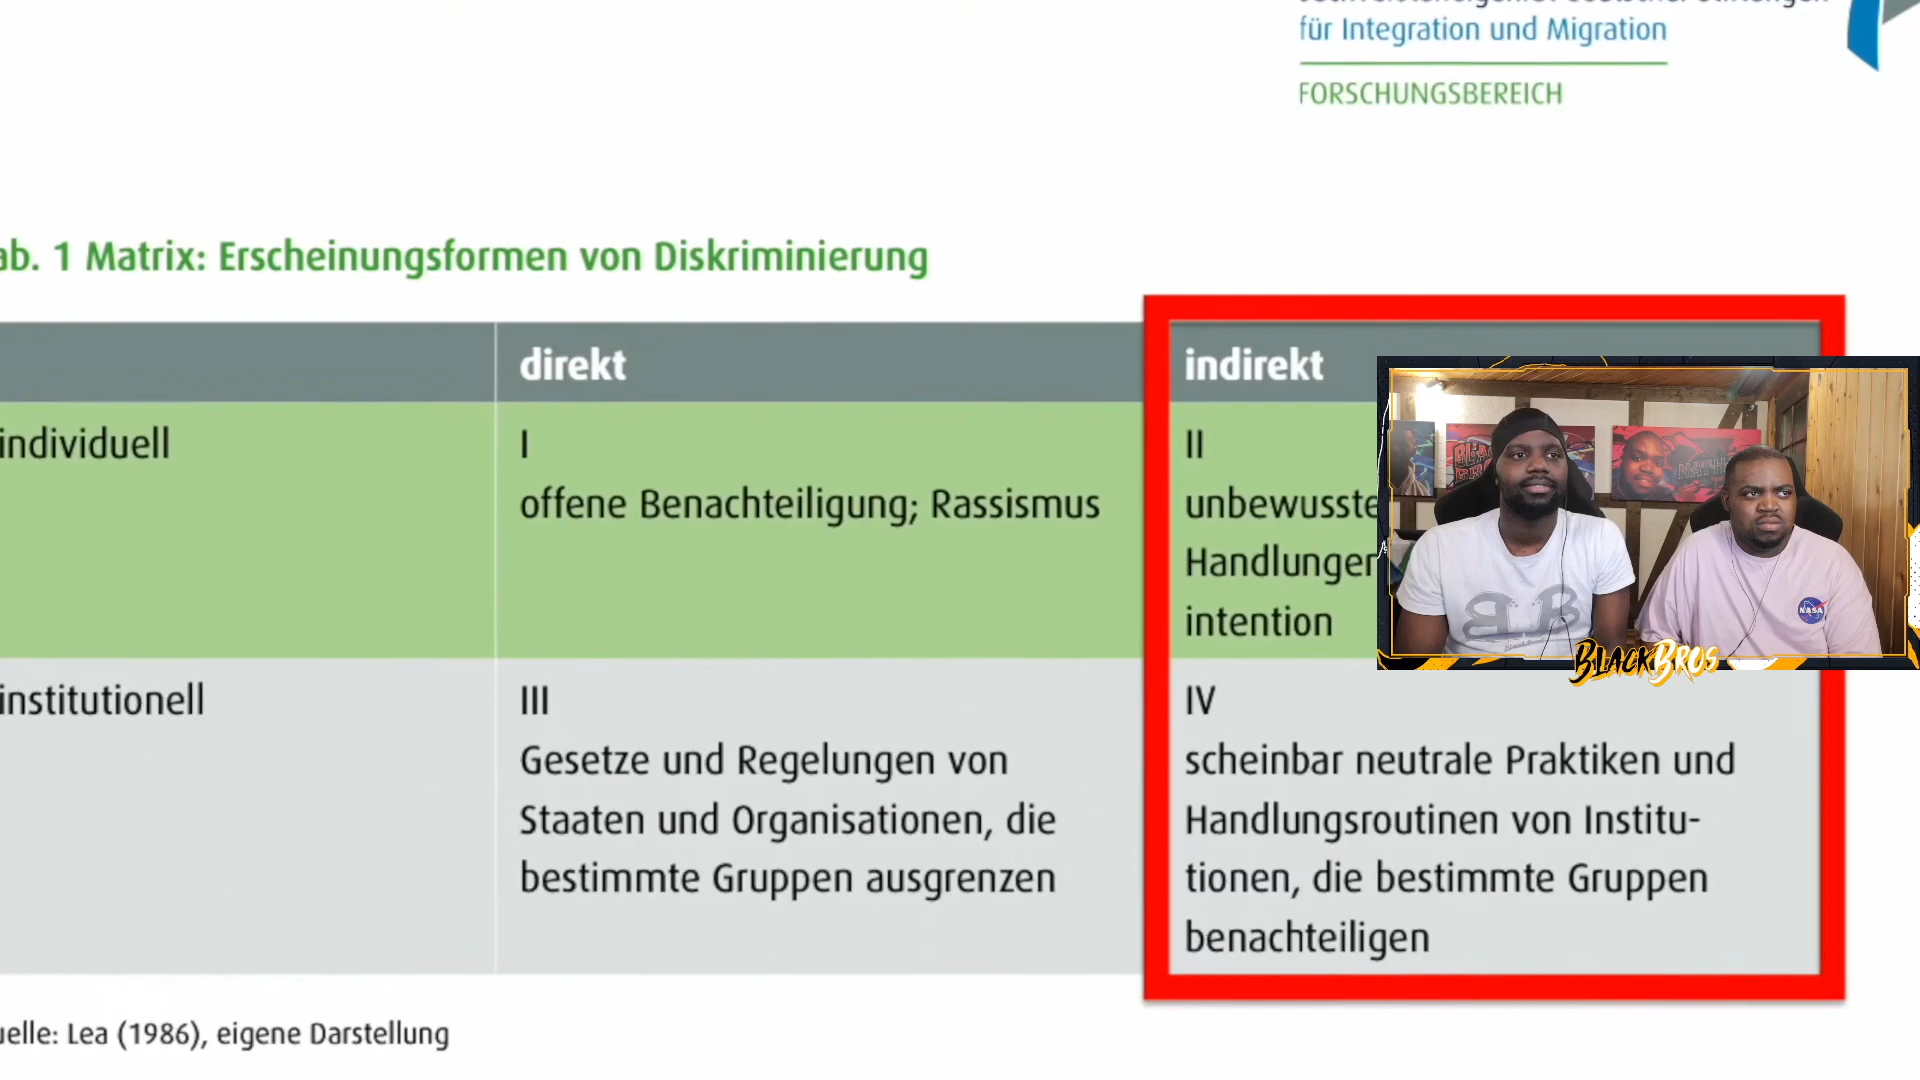 für Integration und Migration
FORSCHUNGSBEREICH
ab. 1 Matrix: Erscheinungsformen von Diskriminierung
direkt
indirekt
individuell
I
offene Benachteiligung; Rassismus
II
unbewusste
Handlungen
intention
institutionell
III
Gesetze und Regelungen von
Staaten und Organisationen, die
bestimmte Gruppen ausgrenzen
IV
scheinbar neutrale Praktiken und
Handlungsroutinen von Institu-
tionen, die bestimmte Gruppen
benachteiligen
uelle: Lea (1986), eigene Darstellung
NASA
BLACKBROS